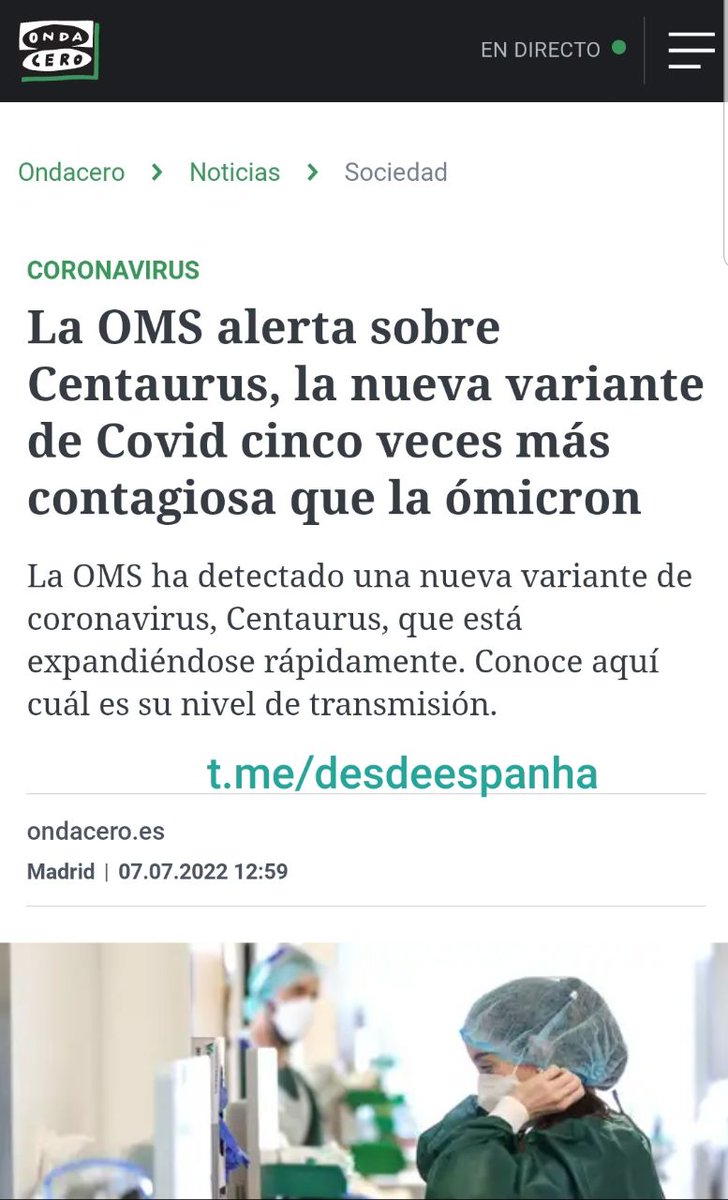 ONDA
CERO
EN DIRECTO
Ondacero > Noticias > Sociedad
CORONAVIRUS
La OMS alerta sobre
Centaurus, la nueva variante
de Covid cinco veces más
contagiosa que la ómicron
La OMS ha detectado una nueva variante de
coronavirus, Centaurus, que está
expandiéndose rápidamente. Conoce aquí
cuál es su nivel de transmisión.
t.me/desdeespanha
ondacero.es
Madrid | 07.07.2022 12:59